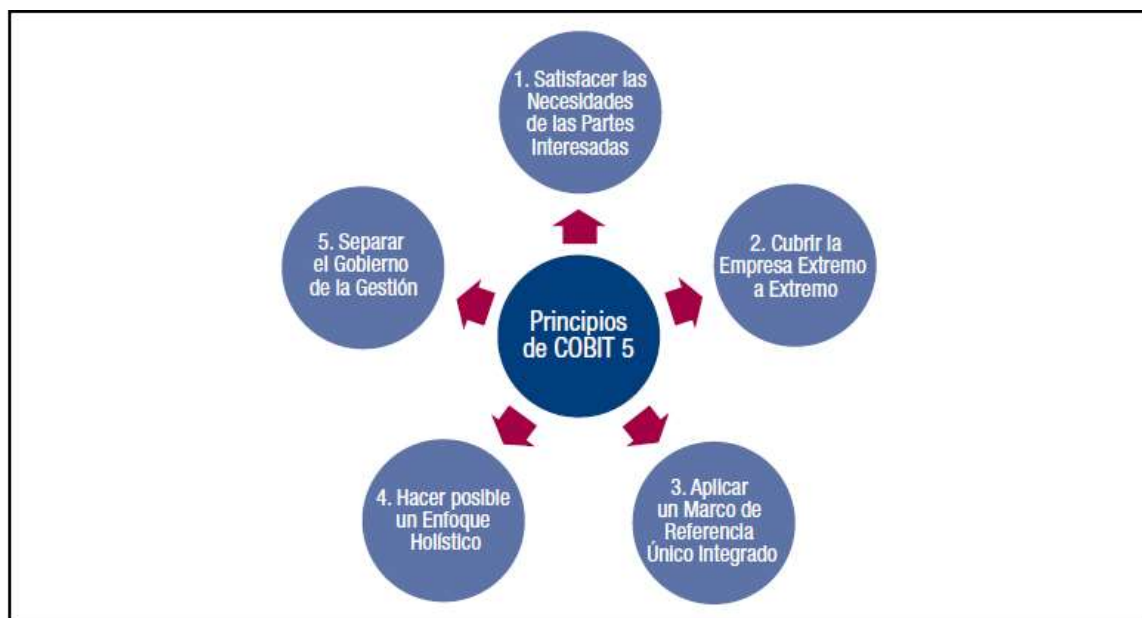 1. Satisfacer las
Necesidades
de las Partes
Interesadas
2. Cubrir la
Empresa Extremo
a Extremo
3. Aplicar
un Marco de
Referencia
Único Integrado
4. Hacer posible
un Enfoque
Holístico
5. Separar
el Gobierno
de la Gestión
Principios
de COBIT 5